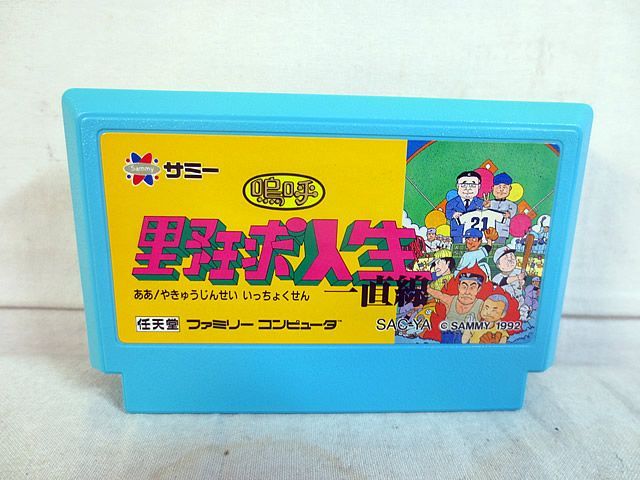 Sammy サミー
嗚呼
野球人生
一直線
ああ!やきゅうじんせい いっちょくせん
任天堂 ファミリーコンピュータ™
SAC-YA © SAMMY 1992
21